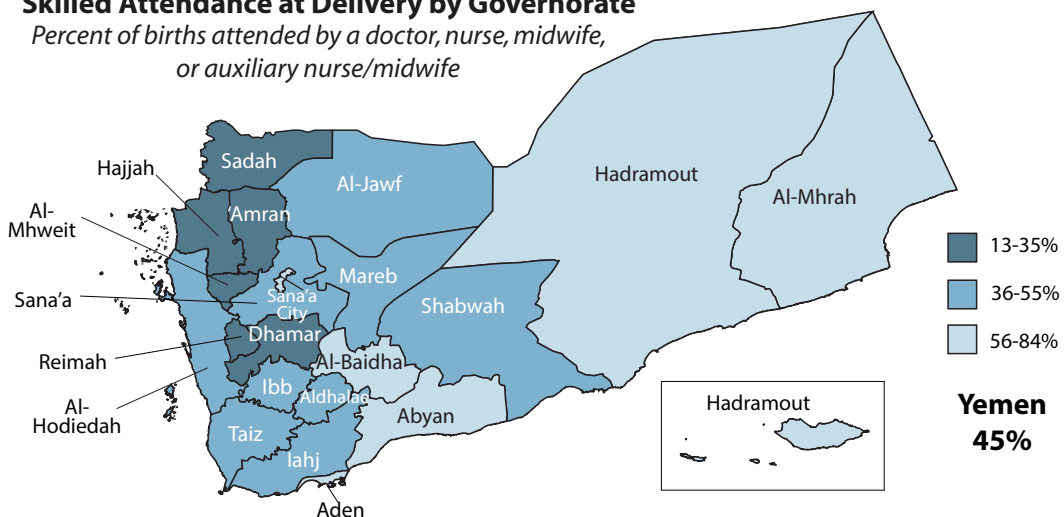 Skilled Attendance at Delivery by Governorate
Percent of births attended by a doctor, nurse, midwife,
or auxiliary nurse/midwife
Sadah
Hajjah
Al-Jawf
Hadramout
Al-Mhrah
'Amran
Al-
Mhweit
13-35%
Mareb
Sana'a
Sana'a
City
36-55%
Shabwah
Dhamar
56-84%
Reimah
Al-Baidha
Ibb
Aldhalae
Al-
Hodiedah
Abyan
Hadramout
Yemen
45%
Taiz
lahj
Aden